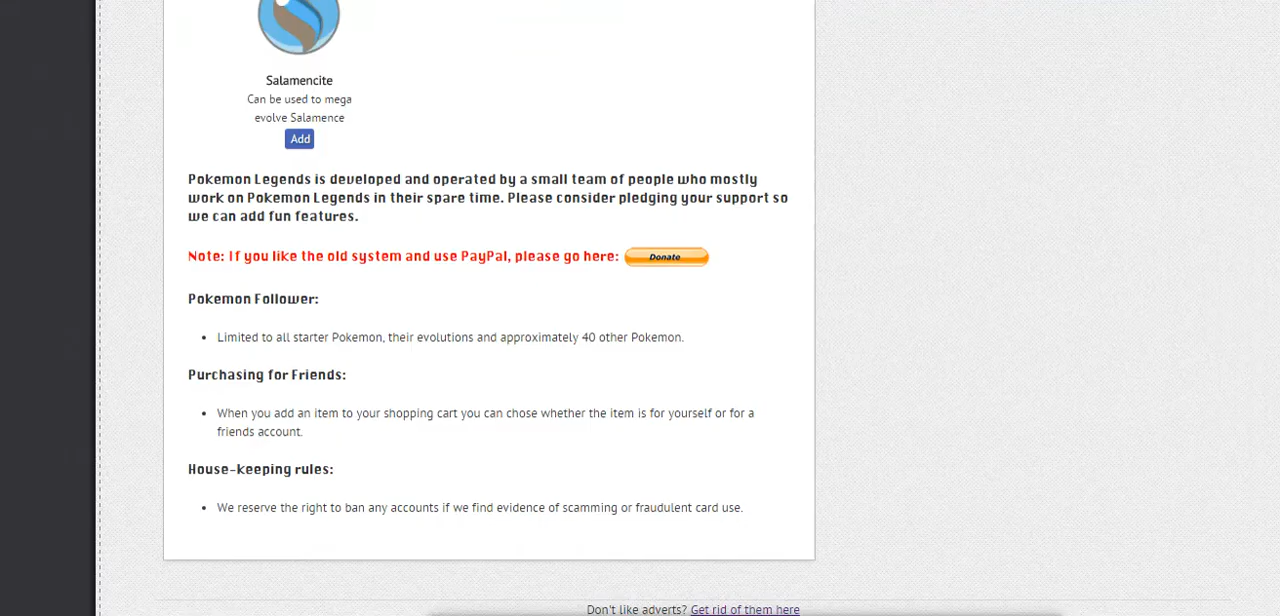 Salamencite
Can be used to mega
evolve Salamence
Add
Pokemon Legends is developed and operated by a small team of people who mostly
work on Pokemon Legends in their spare time. Please consider pledging your support so
we can add fun features.
Note: If you like the old system and use PayPal, please go here: Donate
Pokemon Follower:
• Limited to all starter Pokemon, their evolutions and approximately 40 other Pokemon.
Purchasing for Friends:
• When you add an item to your shopping cart you can chose whether the item is for yourself or for a
friends account.
House-keeping rules:
• We reserve the right to ban any accounts if we find evidence of scamming or fraudulent card use.
Don't like adverts? Get rid of them here